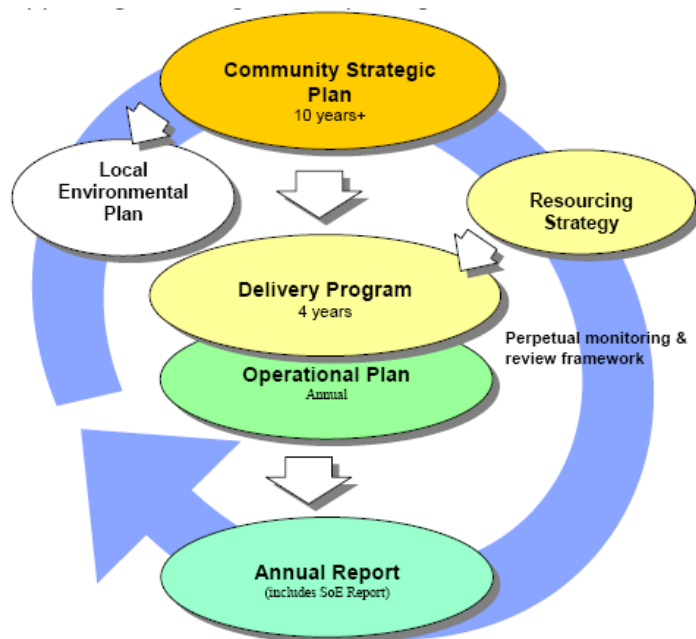 Community Strategic
Plan
10 years+
Local
Environmental
Plan
Resourcing
Strategy
Delivery Program
4 years
Perpetual monitoring &
review framework
Operational Plan
Annual
Annual Report
(includes SoE Report)